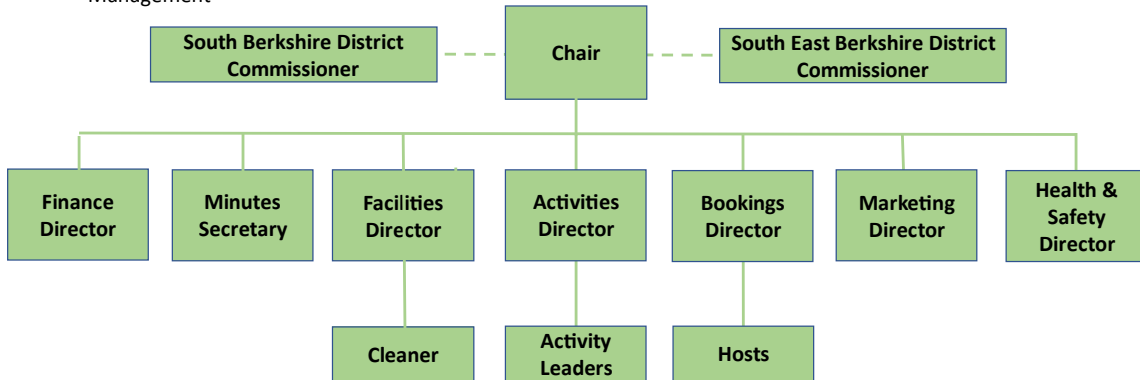 Management
South Berkshire District
Commissioner
Chair
South East Berkshire District
Commissioner
Finance
Director
Minutes
Secretary
Facilities
Director
Activities
Director
Bookings
Director
Marketing
Director
Health &
Safety
Director
Cleaner
Activity
Leaders
Hosts